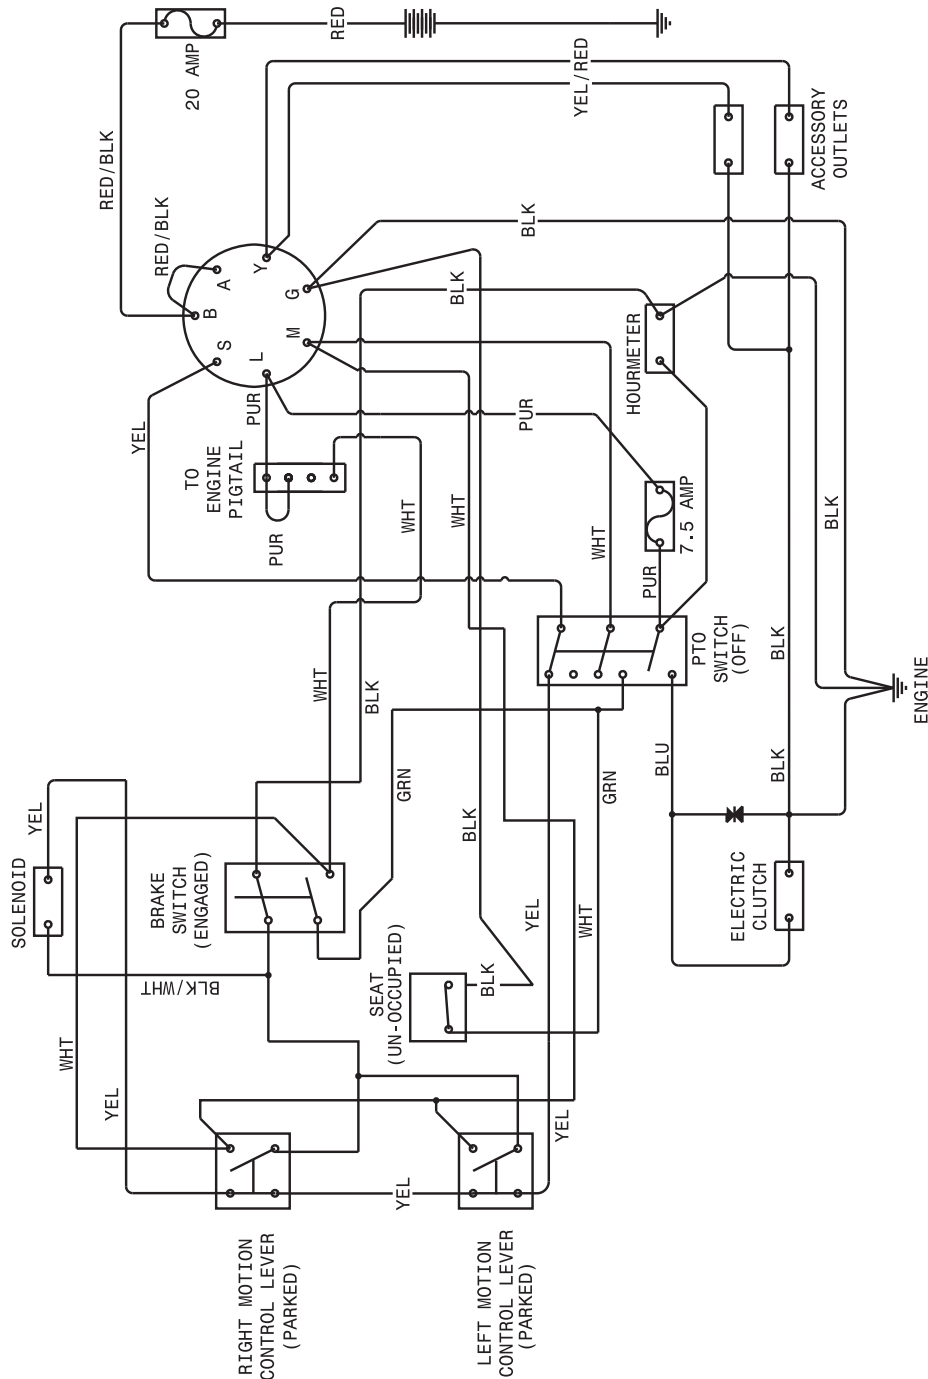 RED
20 AMP
YEL/RED
ACCESSORY
OUTLETS
RED/BLK
RED/BLK
BLK
BLK
A
Y
B
G
S
M
L
HOURMETER
YEL
PUR
PUR
TO
ENGINE
PIGTAIL
WHT
WHT
WHT
7.5 AMP
BLK
PUR
PUR
PTO
SWITCH
(OFF)
BLK
ENGINE
WHT
BLK
GRN
BLU
BLK
GRN
YEL
BLK
SOLENOID
BRAKE
SWITCH
(ENGAGED)
ELECTRIC
CLUTCH
YEL
WHT
BLK/WHT
SEAT
(UN-OCCUPIED)
BLK
WHT
YEL
YEL
YEL
RIGHT MOTION
CONTROL LEVER
(PARKED)
LEFT MOTION
CONTROL LEVER
(PARKED)